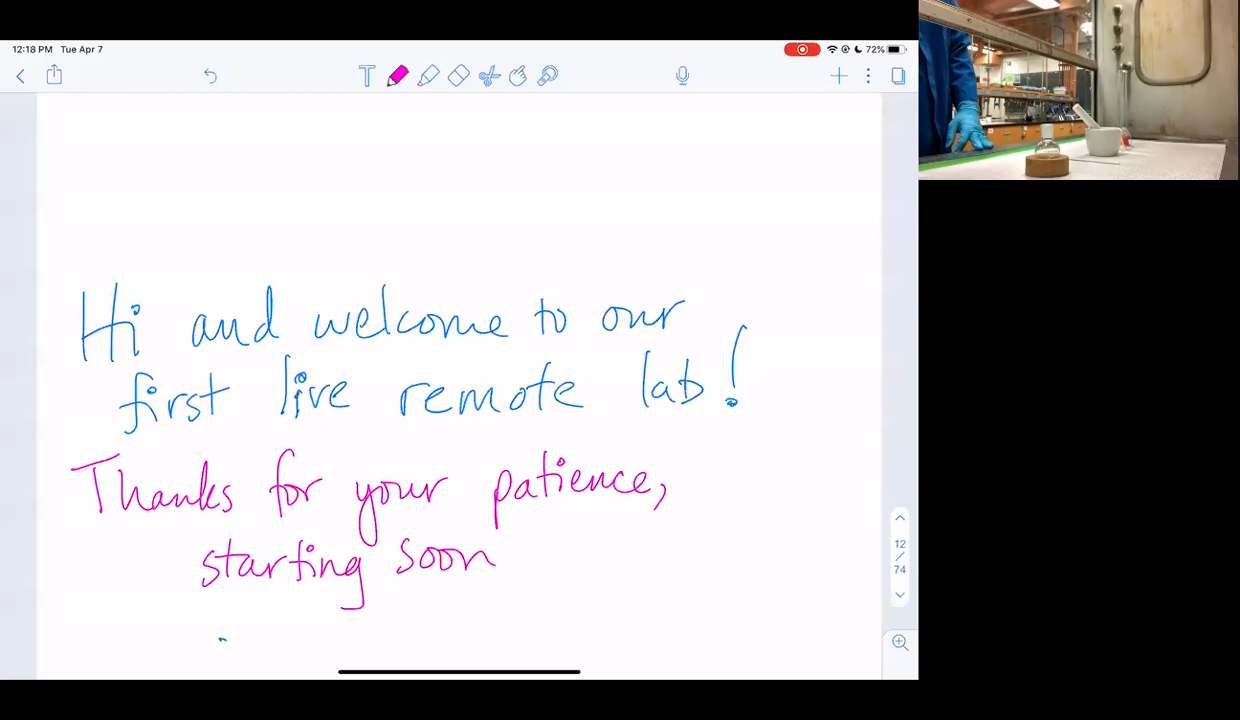 12:18 PM Tue Apr 7
72%
T
Hi and welcome to our
first live remote lab!
Thanks for your patience,
starting soon
12
/
74